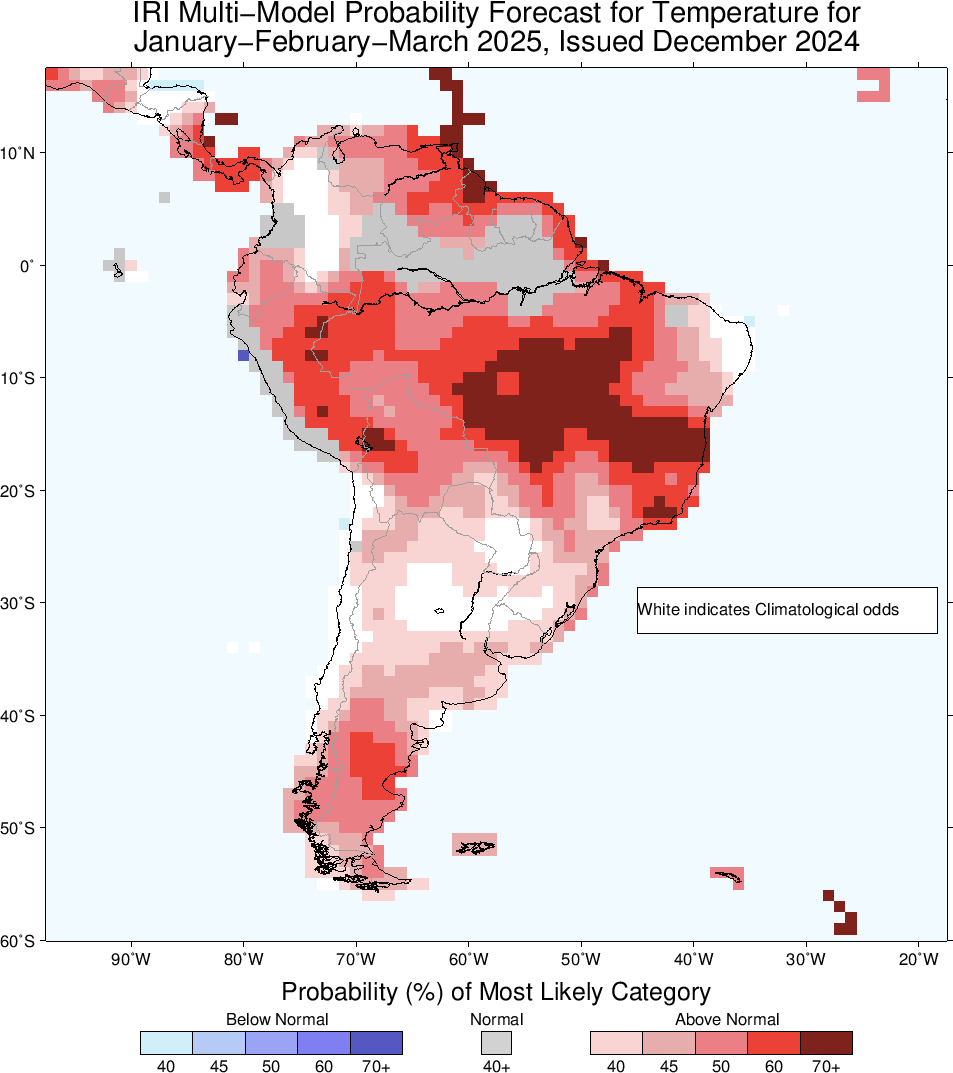 IRI Multi−Model Probability Forecast for Temperature for
January−February−March 2025, Issued December 2024
10˚N
0˚
10˚S
20˚S
30˚S
White indicates Climatological odds
40˚S
50˚S
60˚S
90˚W 80˚W 70˚W 60˚W 50˚W 40˚W 30˚W 20˚W
Probability (%) of Most Likely Category
Below Normal Normal Above Normal
40 45 50 60 70+ 40+ 40 45 50 60 70+